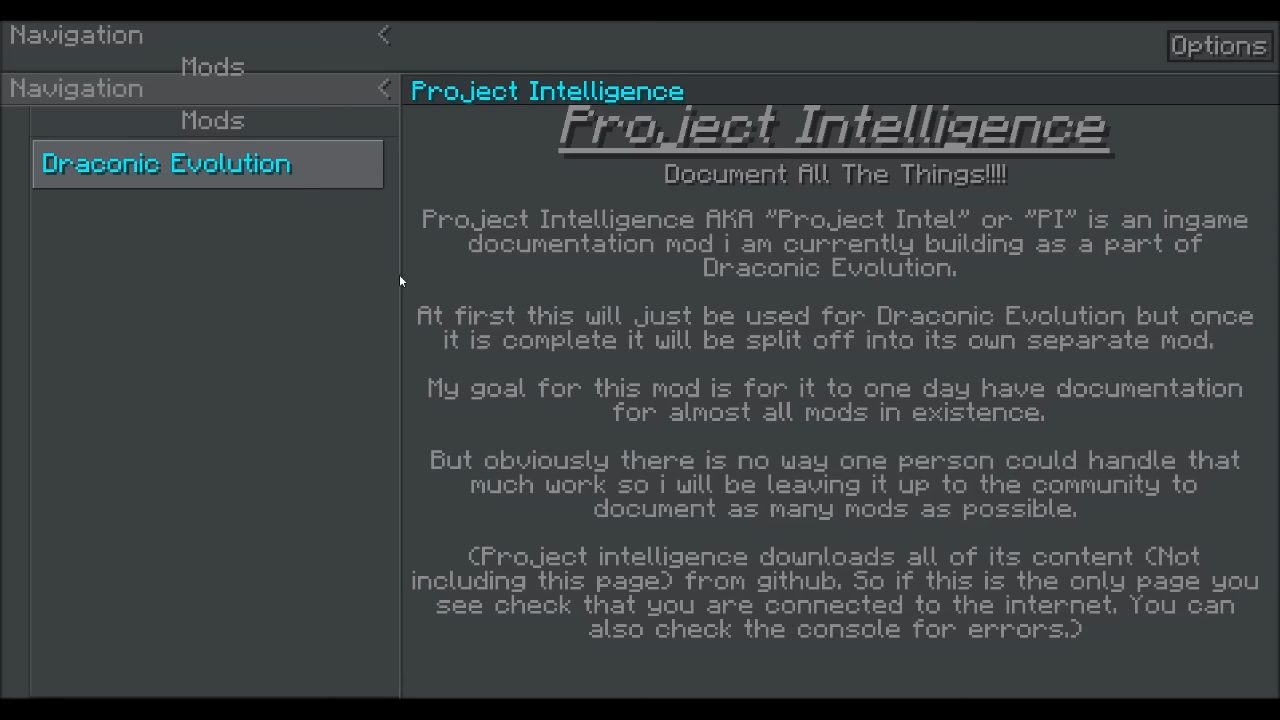 Navigation <
Options
Mods
Navigation <
Project Intelligence
Mods
Draconic Evolution
Project Intelligence
Document All The Things!!!!
Project Intelligence AKA "Project Intel" or "PI" is an ingame
documentation mod i am currently building as a part of
Draconic Evolution.
At first this will just be used for Draconic Evolution but once
it is complete it will be split off into its own separate mod.
My goal for this mod is for it to one day have documentation
for almost all mods in existence.
But obviously there is no way one person could handle that
much work so i will be leaving it up to the community to
document as many mods as possible.
(Project intelligence downloads all of its content (Not
including this page) from github. So if this is the only page you
see check that you are connected to the internet. You can
also check the console for errors.)